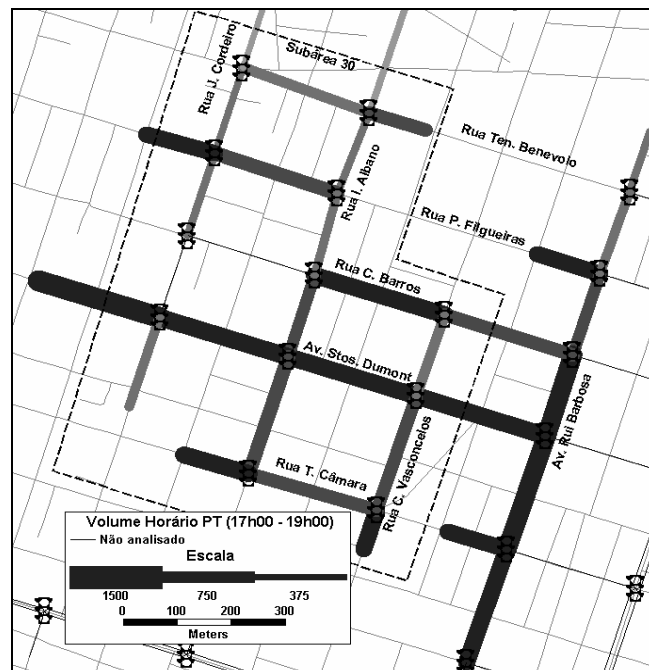 Subárea 30
Rua J. Cordeiro
Rua Ten. Benevolo
Rua I. Albano
Rua P. Filgueiras
Rua C. Barros
Av. Stos. Dumont
Av. Rui Barbosa
Rua C. Vasconcelos
Rua T. Câmara
Volume Horário PT (17h00 - 19h00)
Não analisado
Escala
1500 750 375
0 100 200 300
Meters